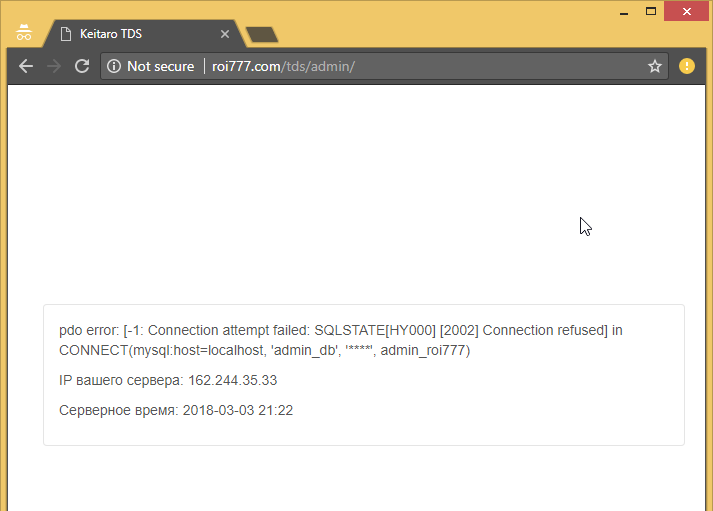 Keitaro TDS
Not secure
roi777.com/tds/admin/
pdo error: [-1: Connection attempt failed: SQLSTATE[HY000] [2002] Connection refused] in
CONNECT(mysql:host=localhost, 'admin_db', '****', admin_roi777)
IP вашего сервера: 162.244.35.33
Серверное время: 2018-03-03 21:22